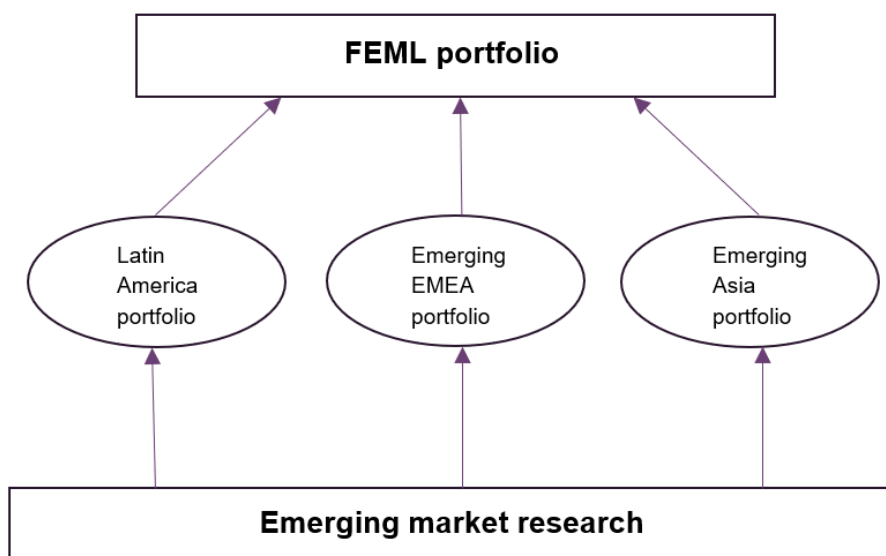 FEML portfolio
Latin
America
portfolio
Emerging
EMEA
portfolio
Emerging
Asia
portfolio
Emerging market research